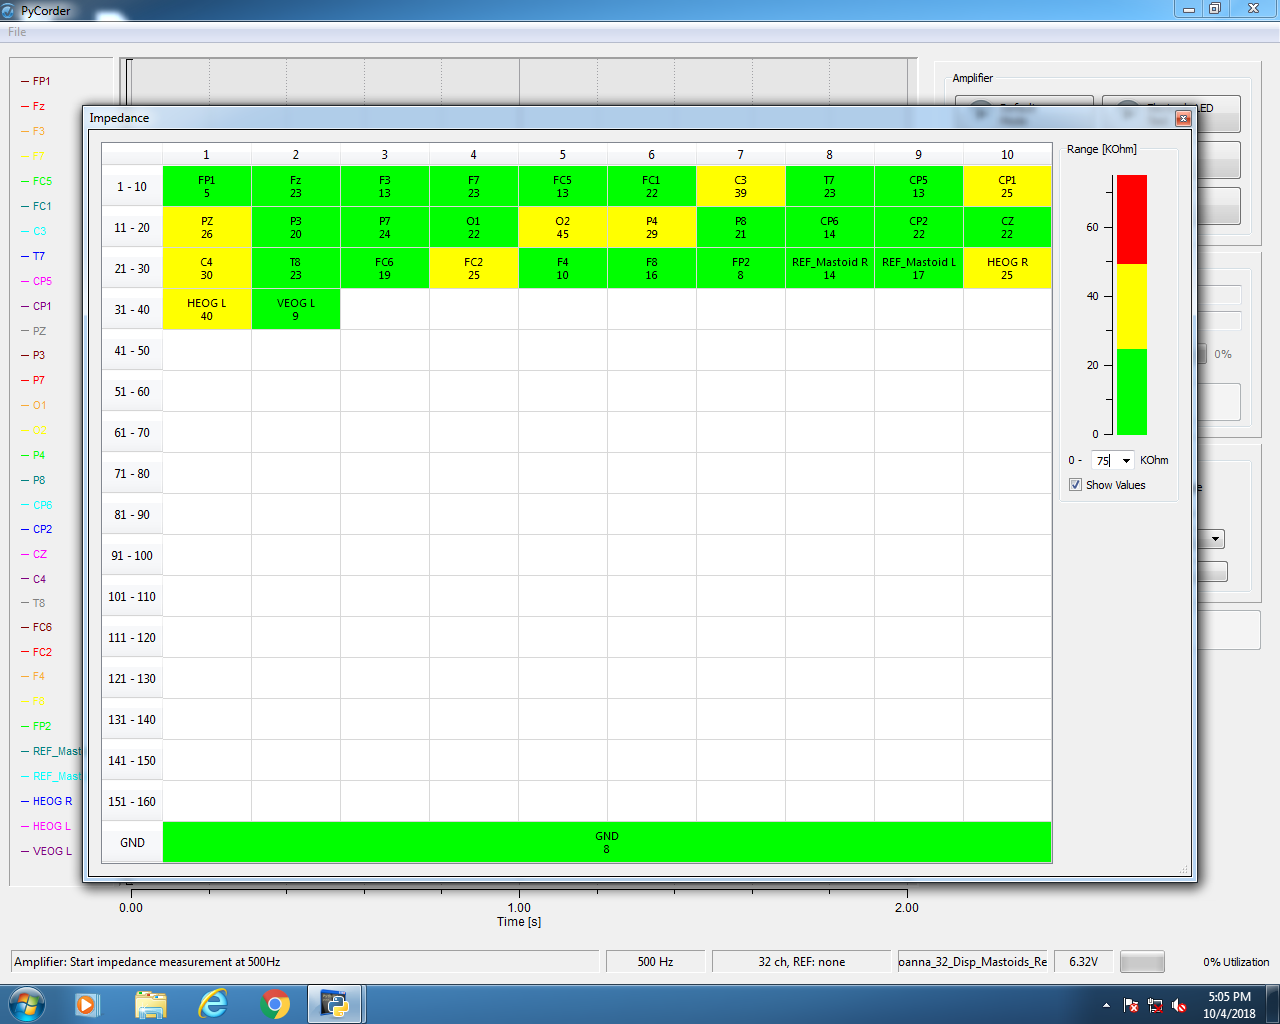 PyCorder
File
FP1
Fz
F3
F7
FC5
FC1
C3
T7
CP5
CP1
PZ
P3
P7
O1
O2
P4
P8
CP6
CP2
CZ
C4
T8
FC6
FC2
F4
F8
FP2
REF_Mast
REF_Mast
HEOG R
HEOG L
VEOG L
Amplifier
Impedance
1 2 3 4 5 6 7 8 9 10
1 - 10 FP1 Fz F3 F7 FC5 FC1 C3 T7 CP5 CP1
5 23 13 23 13 22 39 23 13 25
11 - 20 PZ P3 P7 O1 O2 P4 P8 CP6 CP2 CZ
26 20 24 22 45 29 21 14 22 22
21 - 30 C4 T8 FC6 FC2 F4 F8 FP2 REF_Mastoid R REF_Mastoid L HEOG R
30 23 19 25 10 16 8 14 17 25
31 - 40 HEOG L VEOG L
40 9
41 - 50
51 - 60
61 - 70
71 - 80
81 - 90
91 - 100
101 - 110
111 - 120
121 - 130
131 - 140
141 - 150
151 - 160
GND GND
8
Range [KOhm]
60
40
20
0
0 - 75 KOhm
Show Values
0%
0.00 1.00 2.00
Time [s]
Amplifier: Start impedance measurement at 500Hz
500 Hz
32 ch, REF: none
oanna_32_Disp_Mastoids_Re
6.32V
0% Utilization
5:05 PM
10/4/2018